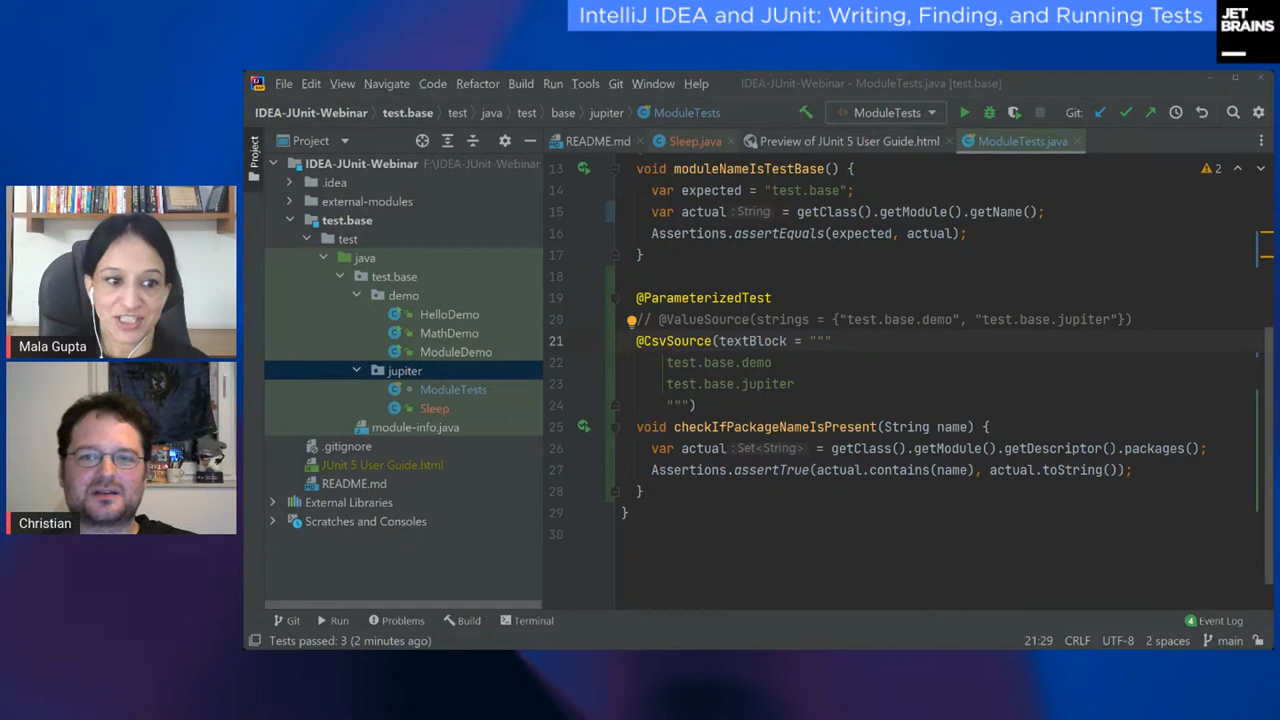 IntelliJ IDEA and JUnit: Writing, Finding, and Running Tests
JET
BRAINS
File Edit View Navigate Code Refactor Build Run Tools Git Window Help IDEA-JUnit-Webinar - ModuleTests.java [test.base]
IDEA-JUnit-Webinar test.base test java test base jupiter ModuleTests ModuleTests Git:
Project
Project
README.md Sleep.java Preview of JUnit 5 User Guide.html ModuleTests.java
IDEA-JUnit-Webinar F:\IDEA-JUnit-Webinar
.idea
external-modules
test.base
test
java
test.base
demo
HelloDemo
MathDemo
ModuleDemo
jupiter
ModuleTests
Sleep
module-info.java
.gitignore
JUnit 5 User Guide.html
README.md
External Libraries
Scratches and Consoles
2
13 void moduleNameIsTestBase() {
14 var expected = "test.base";
15 var actual : String = getClass().getModule().getName();
16 Assertions.assertEquals(expected, actual);
17 }
18
19 @ParameterizedTest
20 // @ValueSource(strings = {"test.base.demo", "test.base.jupiter"})
21 @CsvSource(textBlock = """
22 test.base.demo
23 test.base.jupiter
24 """)
25 void checkIfPackageNameIsPresent(String name) {
26 var actual : Set<String> = getClass().getModule().getDescriptor().packages();
27 Assertions.assertTrue(actual.contains(name), actual.toString());
28 }
29 }
30
Mala Gupta
Christian
Git Run Problems Build Terminal 4 Event Log
Tests passed: 3 (2 minutes ago) 21:29 CRLF UTF-8 2 spaces main